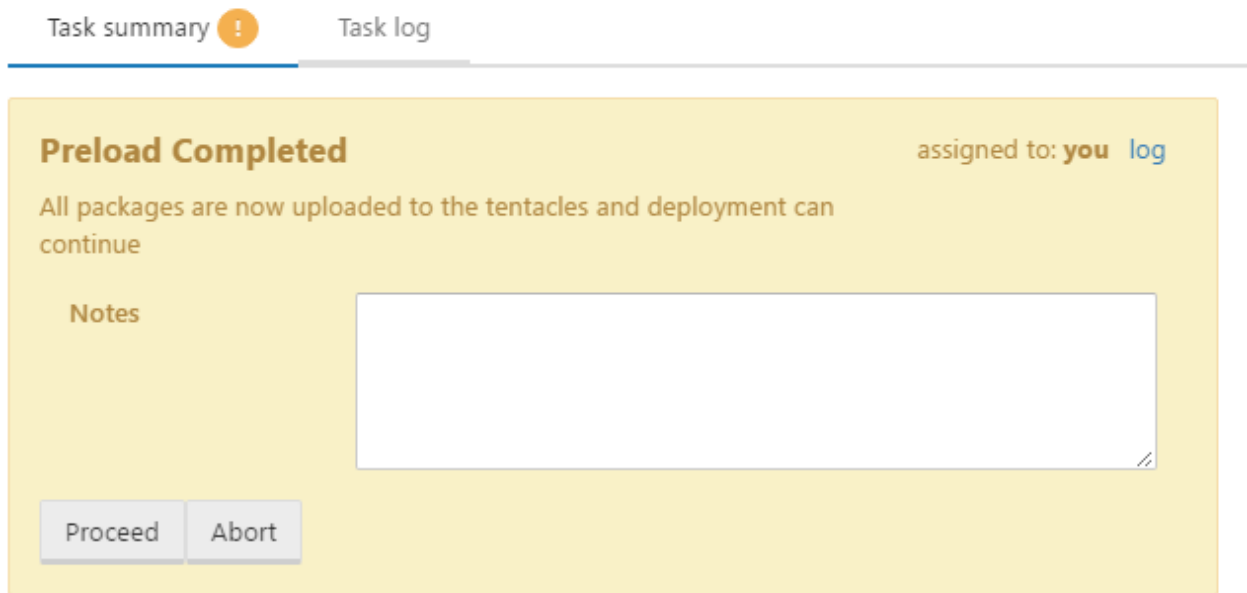 Task summary ! Task log
Preload Completed assigned to: you log
All packages are now uploaded to the tentacles and deployment can
continue
Notes
Proceed Abort